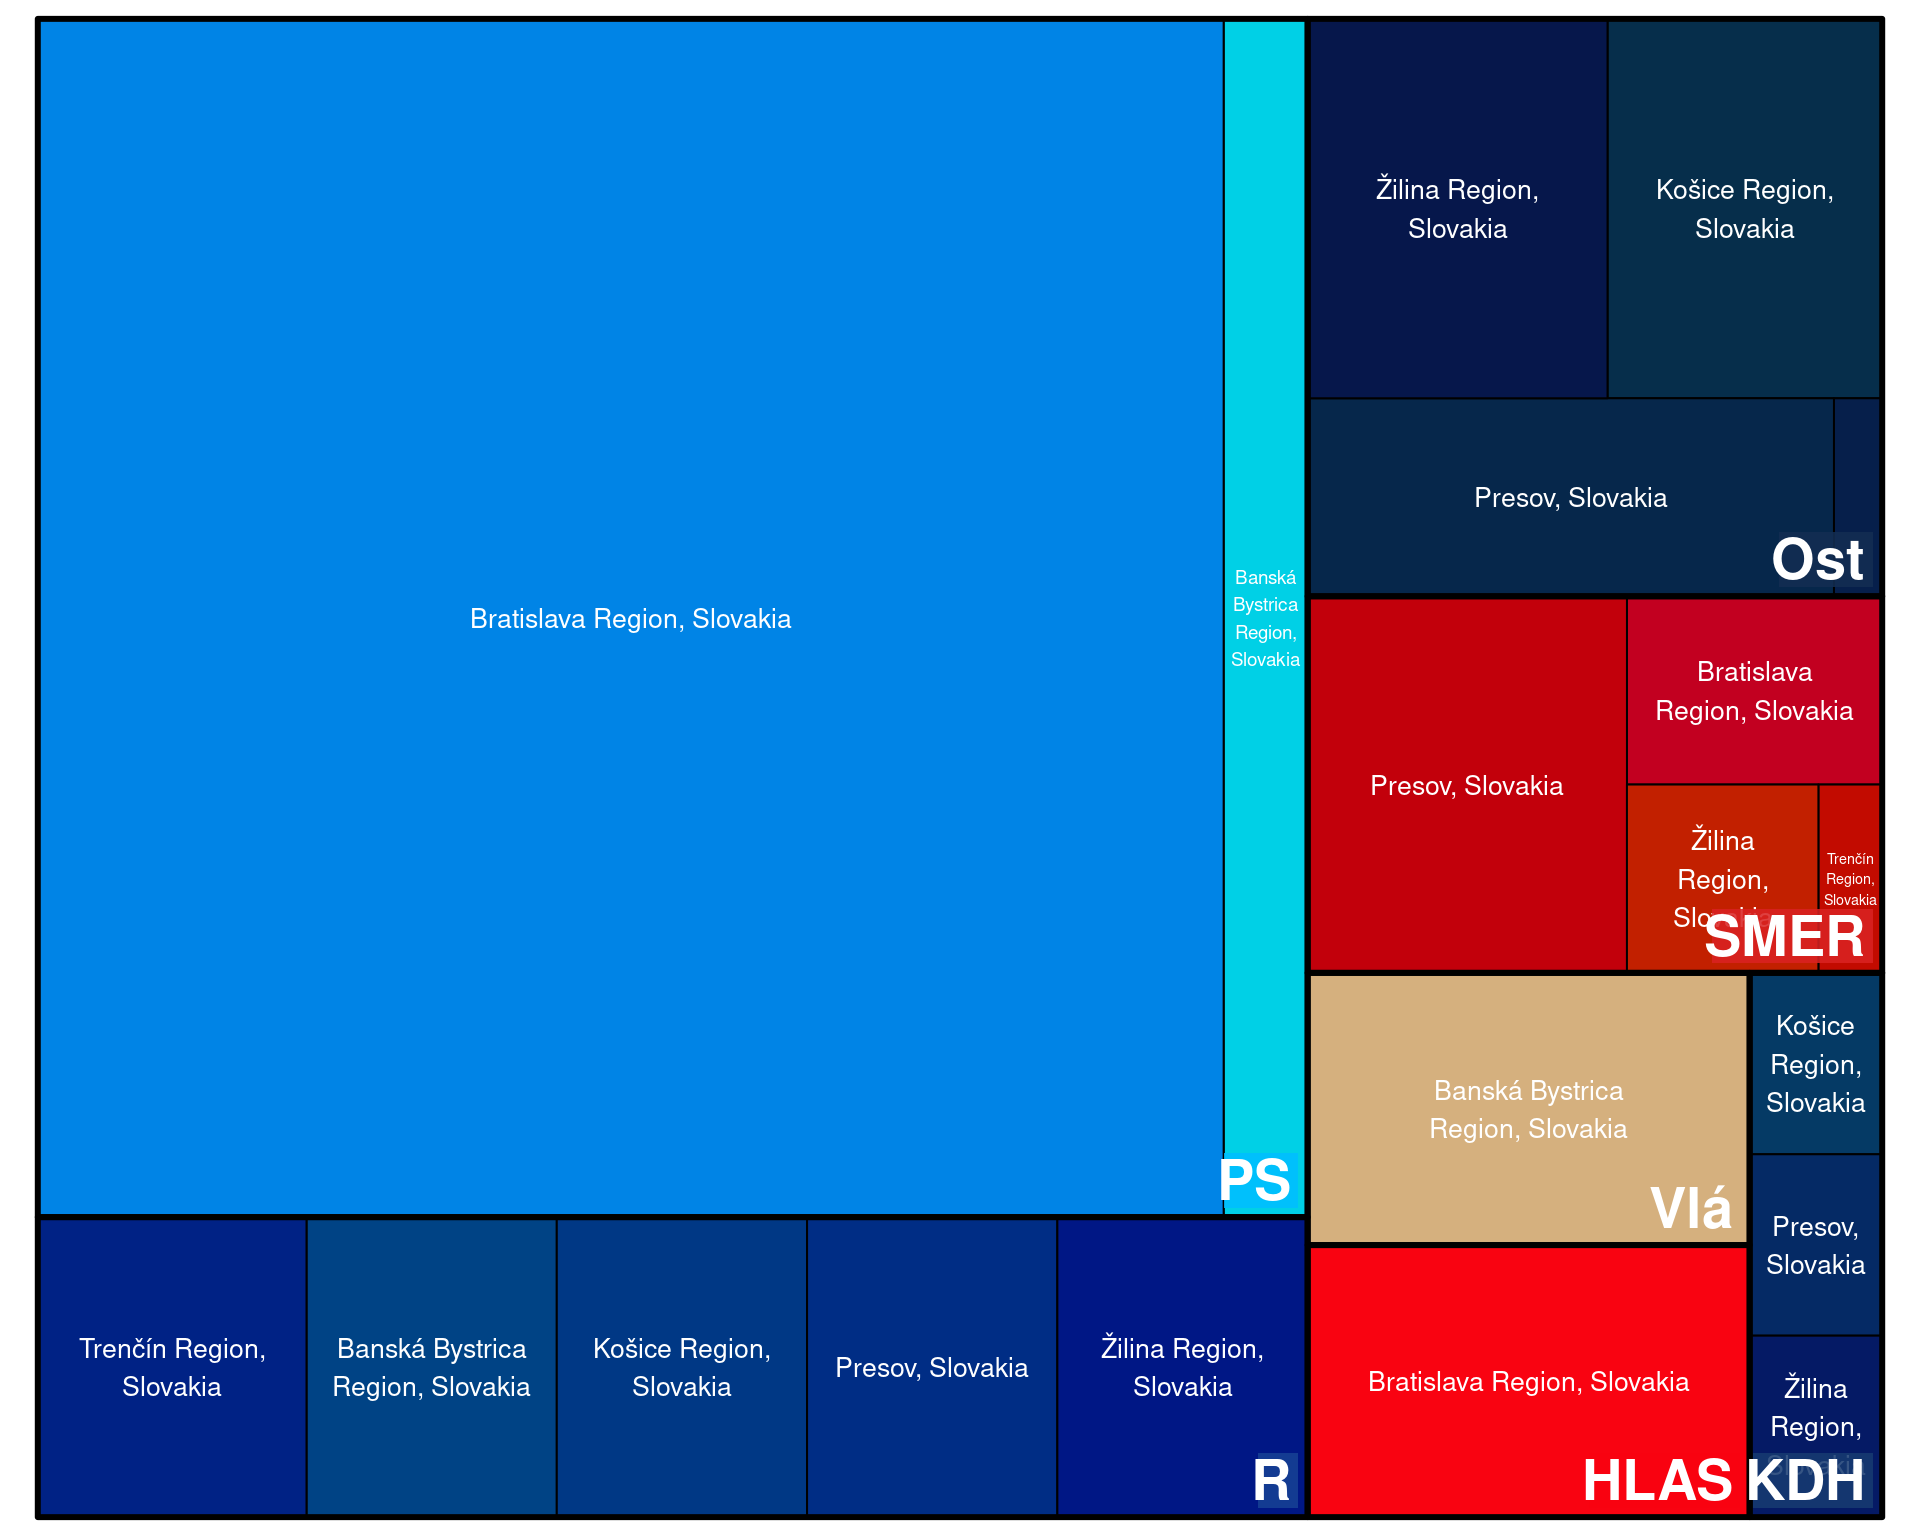 Bratislava Region, Slovakia
Banská
Bystrica
Region,
Slovakia
PS
Trenčín Region,
Slovakia
Banská Bystrica
Region, Slovakia
Košice Region,
Slovakia
Presov, Slovakia
Žilina Region,
Slovakia
R
Žilina Region,
Slovakia
Košice Region,
Slovakia
Presov, Slovakia
Ost
Presov, Slovakia
Bratislava
Region, Slovakia
Žilina
Region,
Slovakia
Trenčín
Region,
Slovakia
SMER
Banská Bystrica
Region, Slovakia
Vlá
Bratislava Region, Slovakia
HLAS
Košice
Region,
Slovakia
Presov,
Slovakia
Žilina
Region,
Slovakia
KDH